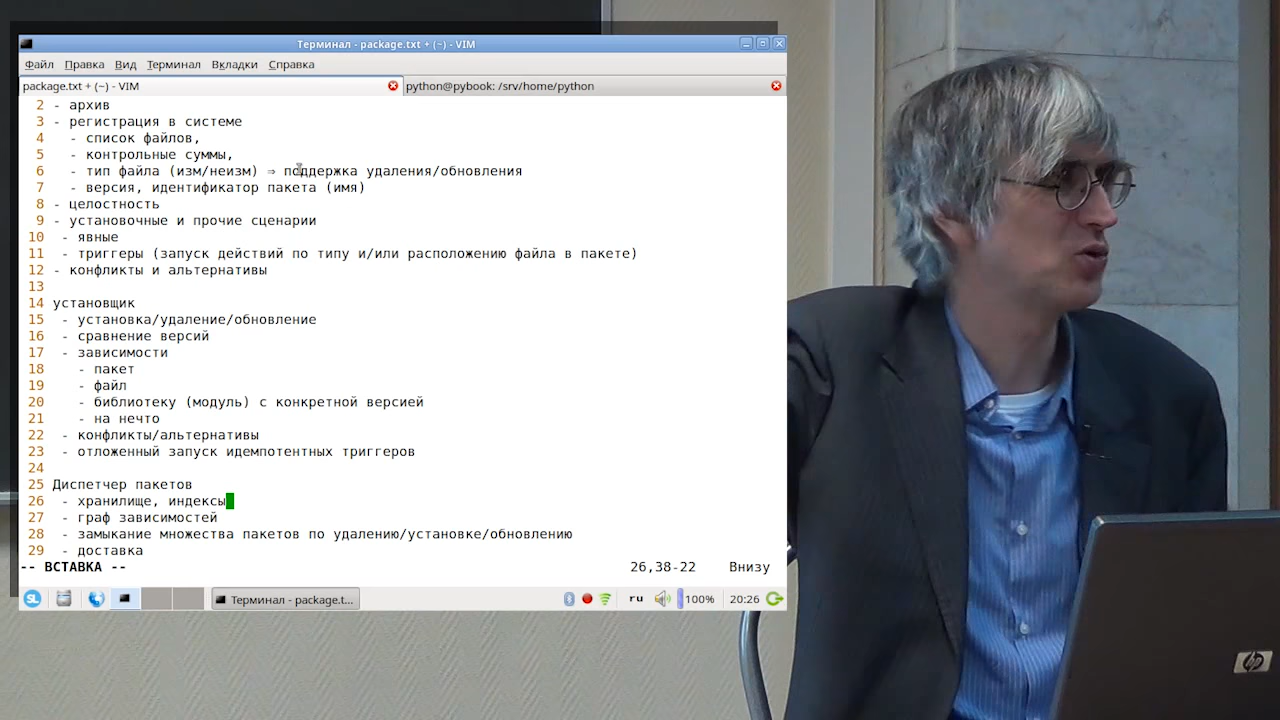 Терминал - package.txt + (~) - VIM
Файл Правка Вид Терминал Вкладки Справка
package.txt + (~) - VIM
python@pybook: /srv/home/python
2 - архив
3 - регистрация в системе
4 - список файлов,
5 - контрольные суммы,
6 - тип файла (изм/неизм) ⇒ поддержка удаления/обновления
7 - версия, идентификатор пакета (имя)
8 - целостность
9 - установочные и прочие сценарии
10 - явные
11 - триггеры (запуск действий по типу и/или расположению файла в пакете)
12 - конфликты и альтернативы
13
14 установщик
15 - установка/удаление/обновление
16 - сравнение версий
17 - зависимости
18 - пакет
19 - файл
20 - библиотеку (модуль) с конкретной версией
21 - на нечто
22 - конфликты/альтернативы
23 - отложенный запуск идемпотентных триггеров
24
25 Диспетчер пакетов
26 - хранилище, индексы
27 - граф зависимостей
28 - замыкание множества пакетов по удалению/установке/обновлению
29 - доставка
-- ВСТАВКА -- 26,38-22 Внизу
SL Терминал - package.t... ru 100% 20:26
hp